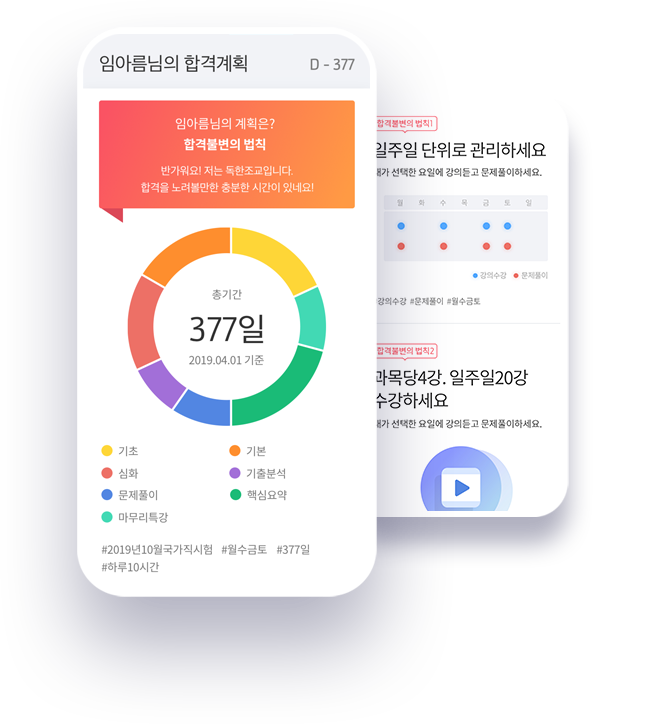 임아름님의 합격계획
D - 377
임아름님의 계획은?
합격불변의 법칙
반가워요! 저는 독한조교입니다.
합격을 노려볼만한 충분한 시간이 있네요!
총기간
377일
2019.04.01 기준
기초
기본
심화
기출분석
문제풀이
핵심요약
마무리특강
#2019년10월국가직시험 #월수금토 #377일
#하루10시간
합격불변의 법칙1
일주일 단위로 관리하세요
내가 선택한 요일에 강의듣고 문제풀이하세요.
월 화 수 목 금 토 일
강의수강 문제풀이
강의수강 #문제풀이 #월수금토
합격불변의 법칙2
과목당4강. 일주일20강
수강하세요
내가 선택한 요일에 강의듣고 문제풀이하세요.